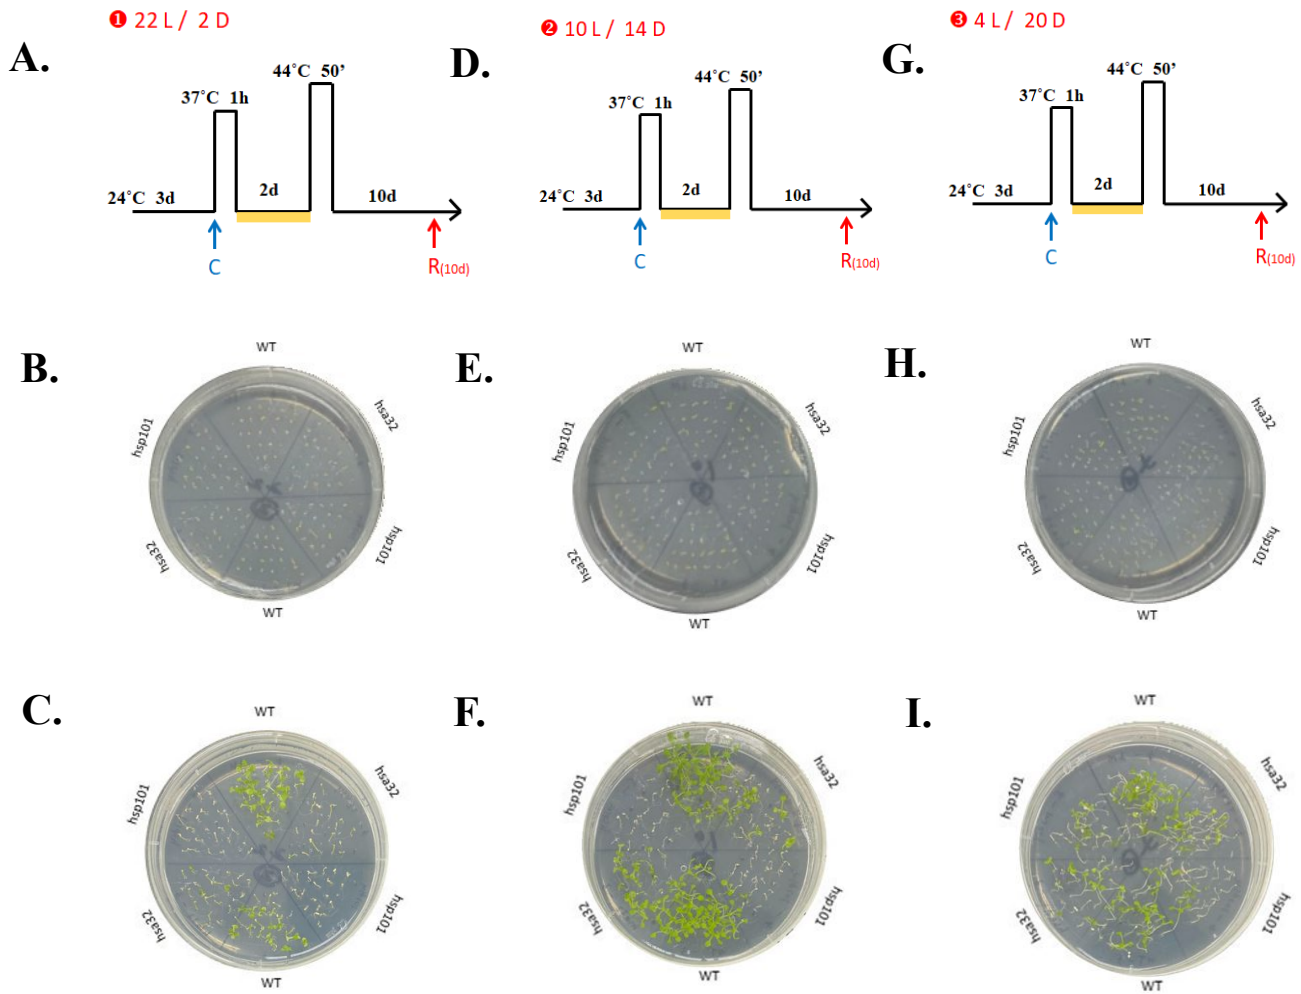 ❶ 22 L / 2 D
❷ 10 L / 14 D
❸ 4 L / 20 D
A.
44°C 50’
37°C 1h
24°C 3d
2d
10d
C
R(10d)
D.
44°C 50’
37°C 1h
24°C 3d
2d
10d
C
R(10d)
G.
44°C 50’
37°C 1h
24°C 3d
2d
10d
C
R(10d)
B.
WT
hsa32
hsp101
WT
hsa32
hsp101
E.
WT
hsa32
hsp101
WT
hsa32
hsp101
H.
WT
hsa32
hsp101
WT
hsa32
hsp101
C.
WT
hsa32
hsp101
WT
hsa32
hsp101
F.
WT
hsa32
hsp101
WT
hsa32
hsp101
I.
WT
hsa32
hsp101
WT
hsa32
hsp101